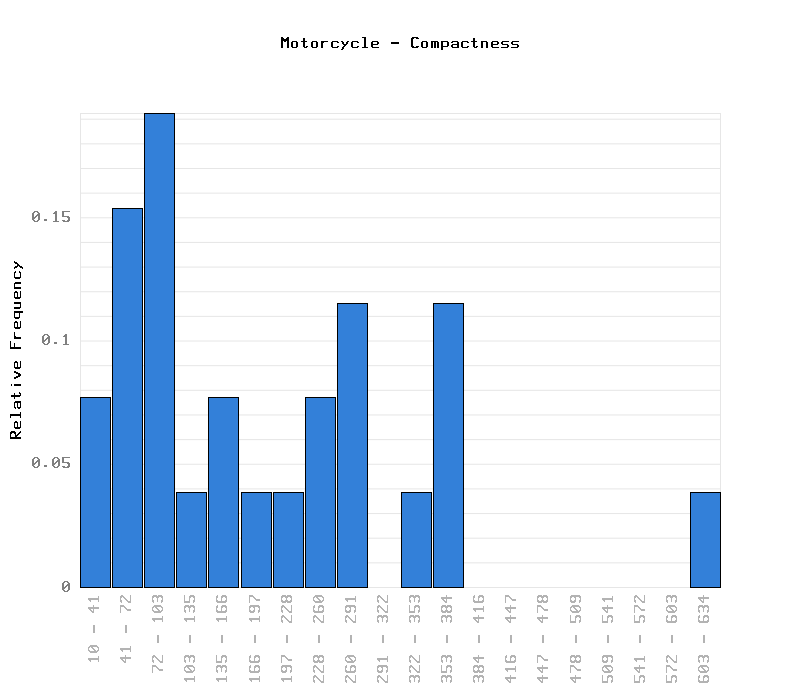 Motorcycle - Compactness
Relative Frequency
0.15
0.1
0.05
0
10 - 41
41 - 72
72 - 103
103 - 135
135 - 166
166 - 197
197 - 228
228 - 260
260 - 291
291 - 322
322 - 353
353 - 384
384 - 416
416 - 447
447 - 478
478 - 509
509 - 541
541 - 572
572 - 603
603 - 634